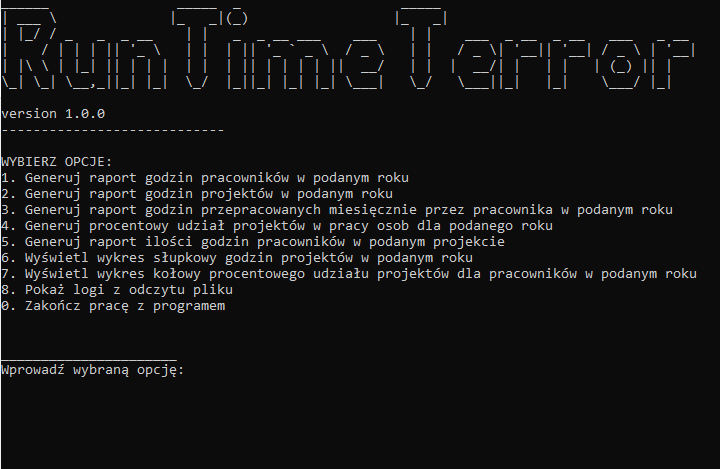 RunTimeTerror
version 1.0.0
----------------------------
WYBIERZ OPCJE:
1. Generuj raport godzin pracowników w podanym roku
2. Generuj raport godzin projektów w podanym roku
3. Generuj raport godzin przepracowanych miesięcznie przez pracownika w podanym roku
4. Generuj procentowy udział projektów w pracy osob dla podanego roku
5. Generuj raport ilości godzin pracowników w podanym projekcie
6. Wyświetl wykres słupkowy godzin projektów w podanym roku
7. Wyświetl wykres kołowy procentowego udziału projektów dla pracowników w podanym roku
8. Pokaż logi z odczytu pliku
0. Zakończ pracę z programem
______________________
Wprowadź wybraną opcję: